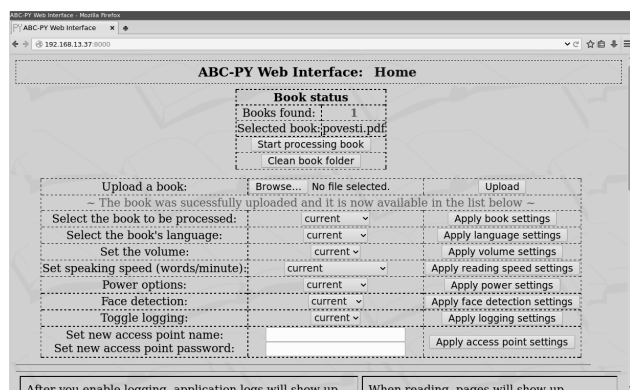 ABC-PY Web Interface - Mozilla Firefox
ABC-PY Web Interface × +
192.168.13.37:8000
ABC-PY Web Interface: Home
Book status
Books found: 1
Selected book: povesti.pdf
Start processing book
Clean book folder
Upload a book: Browse... No file selected. Upload
~ The book was sucessfully uploaded and it is now available in the list below ~
Select the book to be processed: current Apply book settings
Select the book's language: current Apply language settings
Set the volume: current Apply volume settings
Set speaking speed (words/minute): current Apply reading speed settings
Power options: current Apply power settings
Face detection: current Apply face detection settings
Toggle logging: current Apply logging settings
Set new access point name:
Set new access point password: Apply access point settings
After you enable logging, application logs will show up When reading, pages will show up